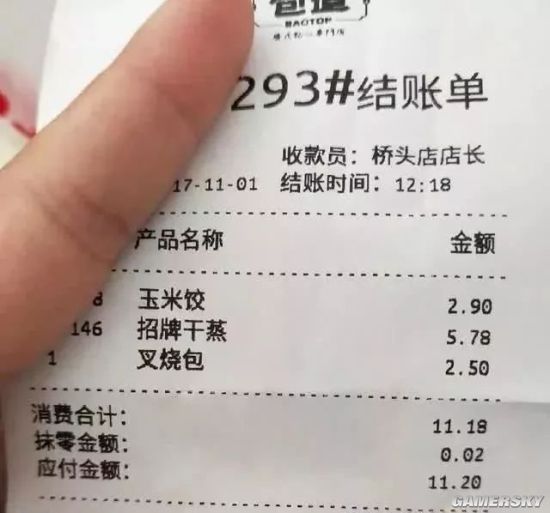 BAOTOP
293#结账单
收款员: 桥头店店长
17-11-01 结账时间: 12:18
产品名称 金额
8 玉米饺 2.90
146 招牌干蒸 5.78
1 叉烧包 2.50
消费合计: 11.18
抹零金额: 0.02
应付金额: 11.20
GAMERSKY